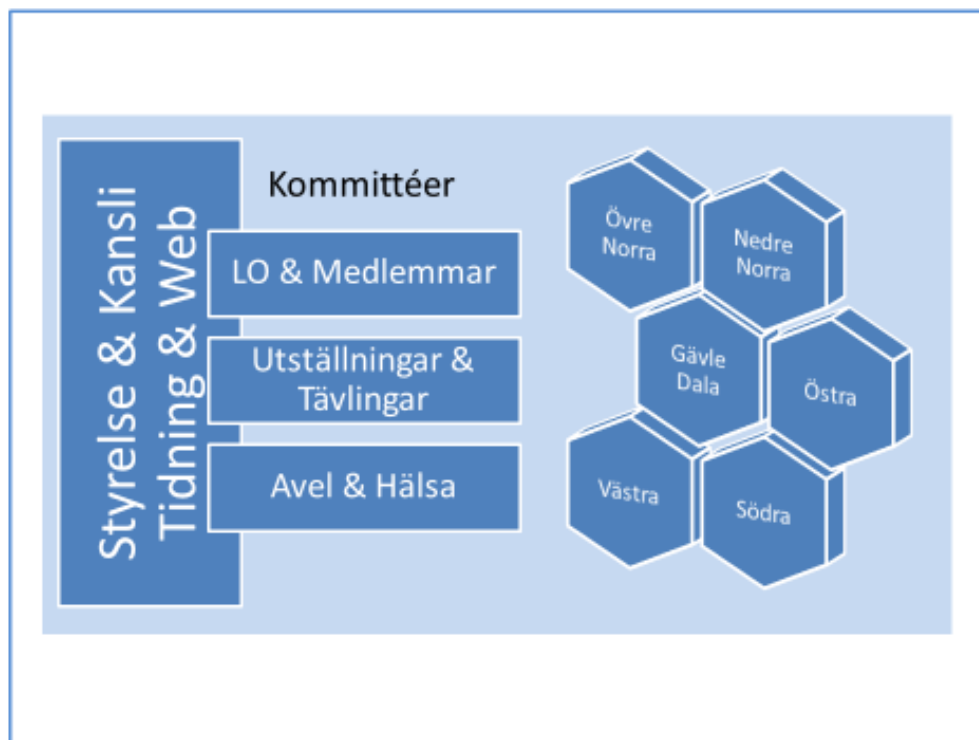 Styrelse & Kansli
Tidning & Web
Kommittéer
LO & Medlemmar
Utställningar &
Tävlingar
Avel & Hälsa
Övre
Norra
Nedre
Norra
Gävle
Dala
Östra
Västra
Södra